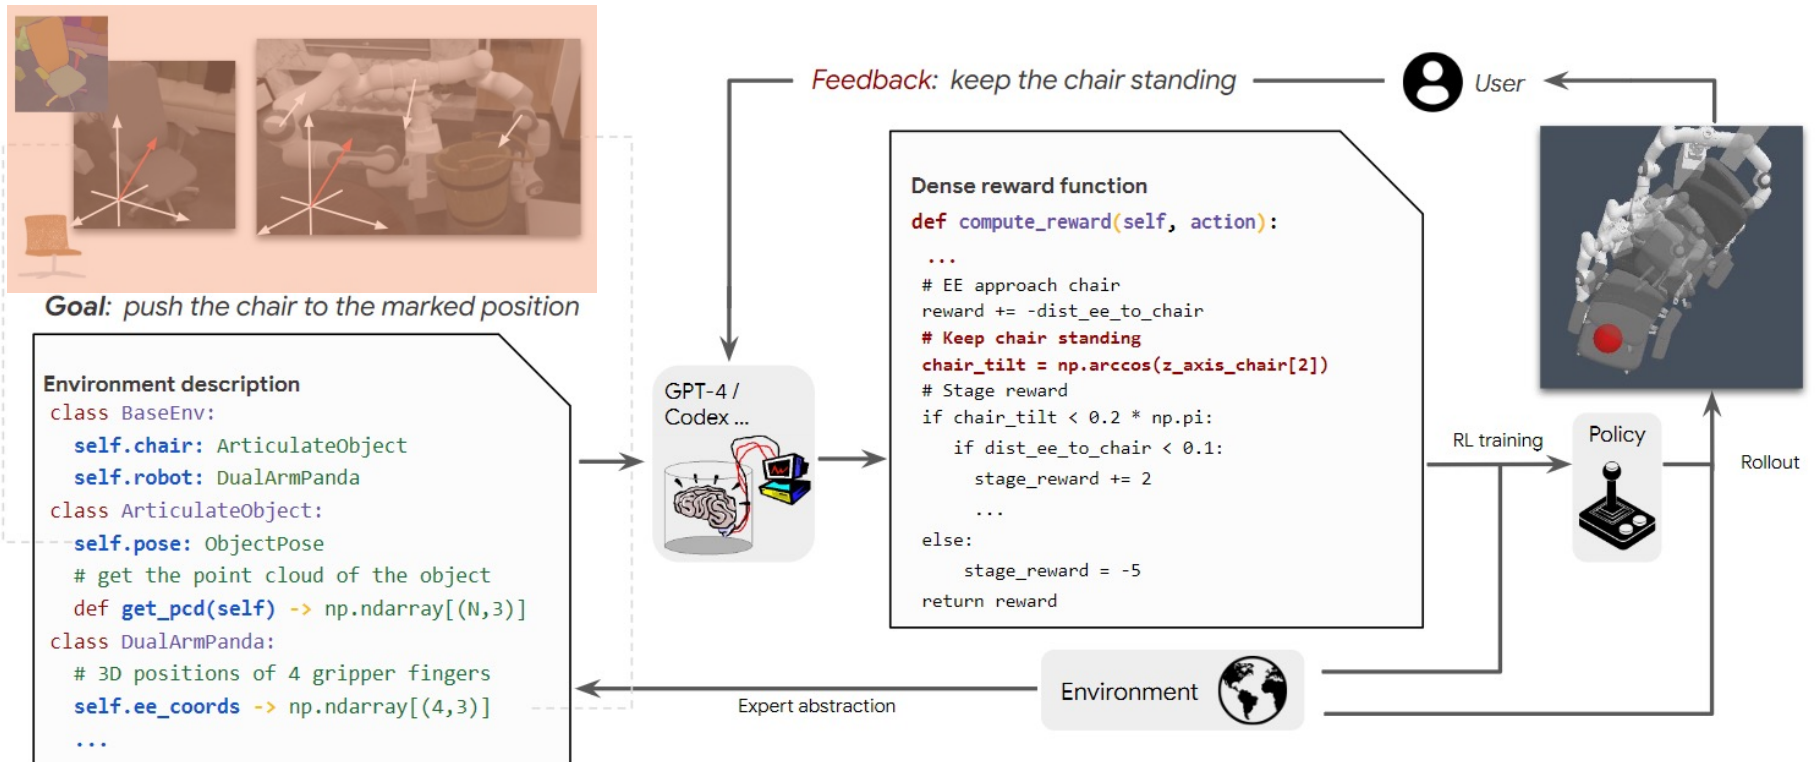 Goal: push the chair to the marked position
Environment description
class BaseEnv:
self.chair: ArticulateObject
self.robot: DualArmPanda
class ArticulateObject:
self.pose: ObjectPose
# get the point cloud of the object
def get_pcd(self) -> np.ndarray[(N,3)]
class DualArmPanda:
# 3D positions of 4 gripper fingers
self.ee_coords -> np.ndarray[(4,3)]
...
GPT-4 /
Codex ...
Feedback: keep the chair standing
User
Dense reward function
def compute_reward(self, action):
...
# EE approach chair
reward += -dist_ee_to_chair
# Keep chair standing
chair_tilt = np.arccos(z_axis_chair[2])
# Stage reward
if chair_tilt < 0.2 * np.pi:
if dist_ee_to_chair < 0.1:
stage_reward += 2
...
else:
stage_reward = -5
return reward
RL training
Policy
Rollout
Environment
Expert abstraction